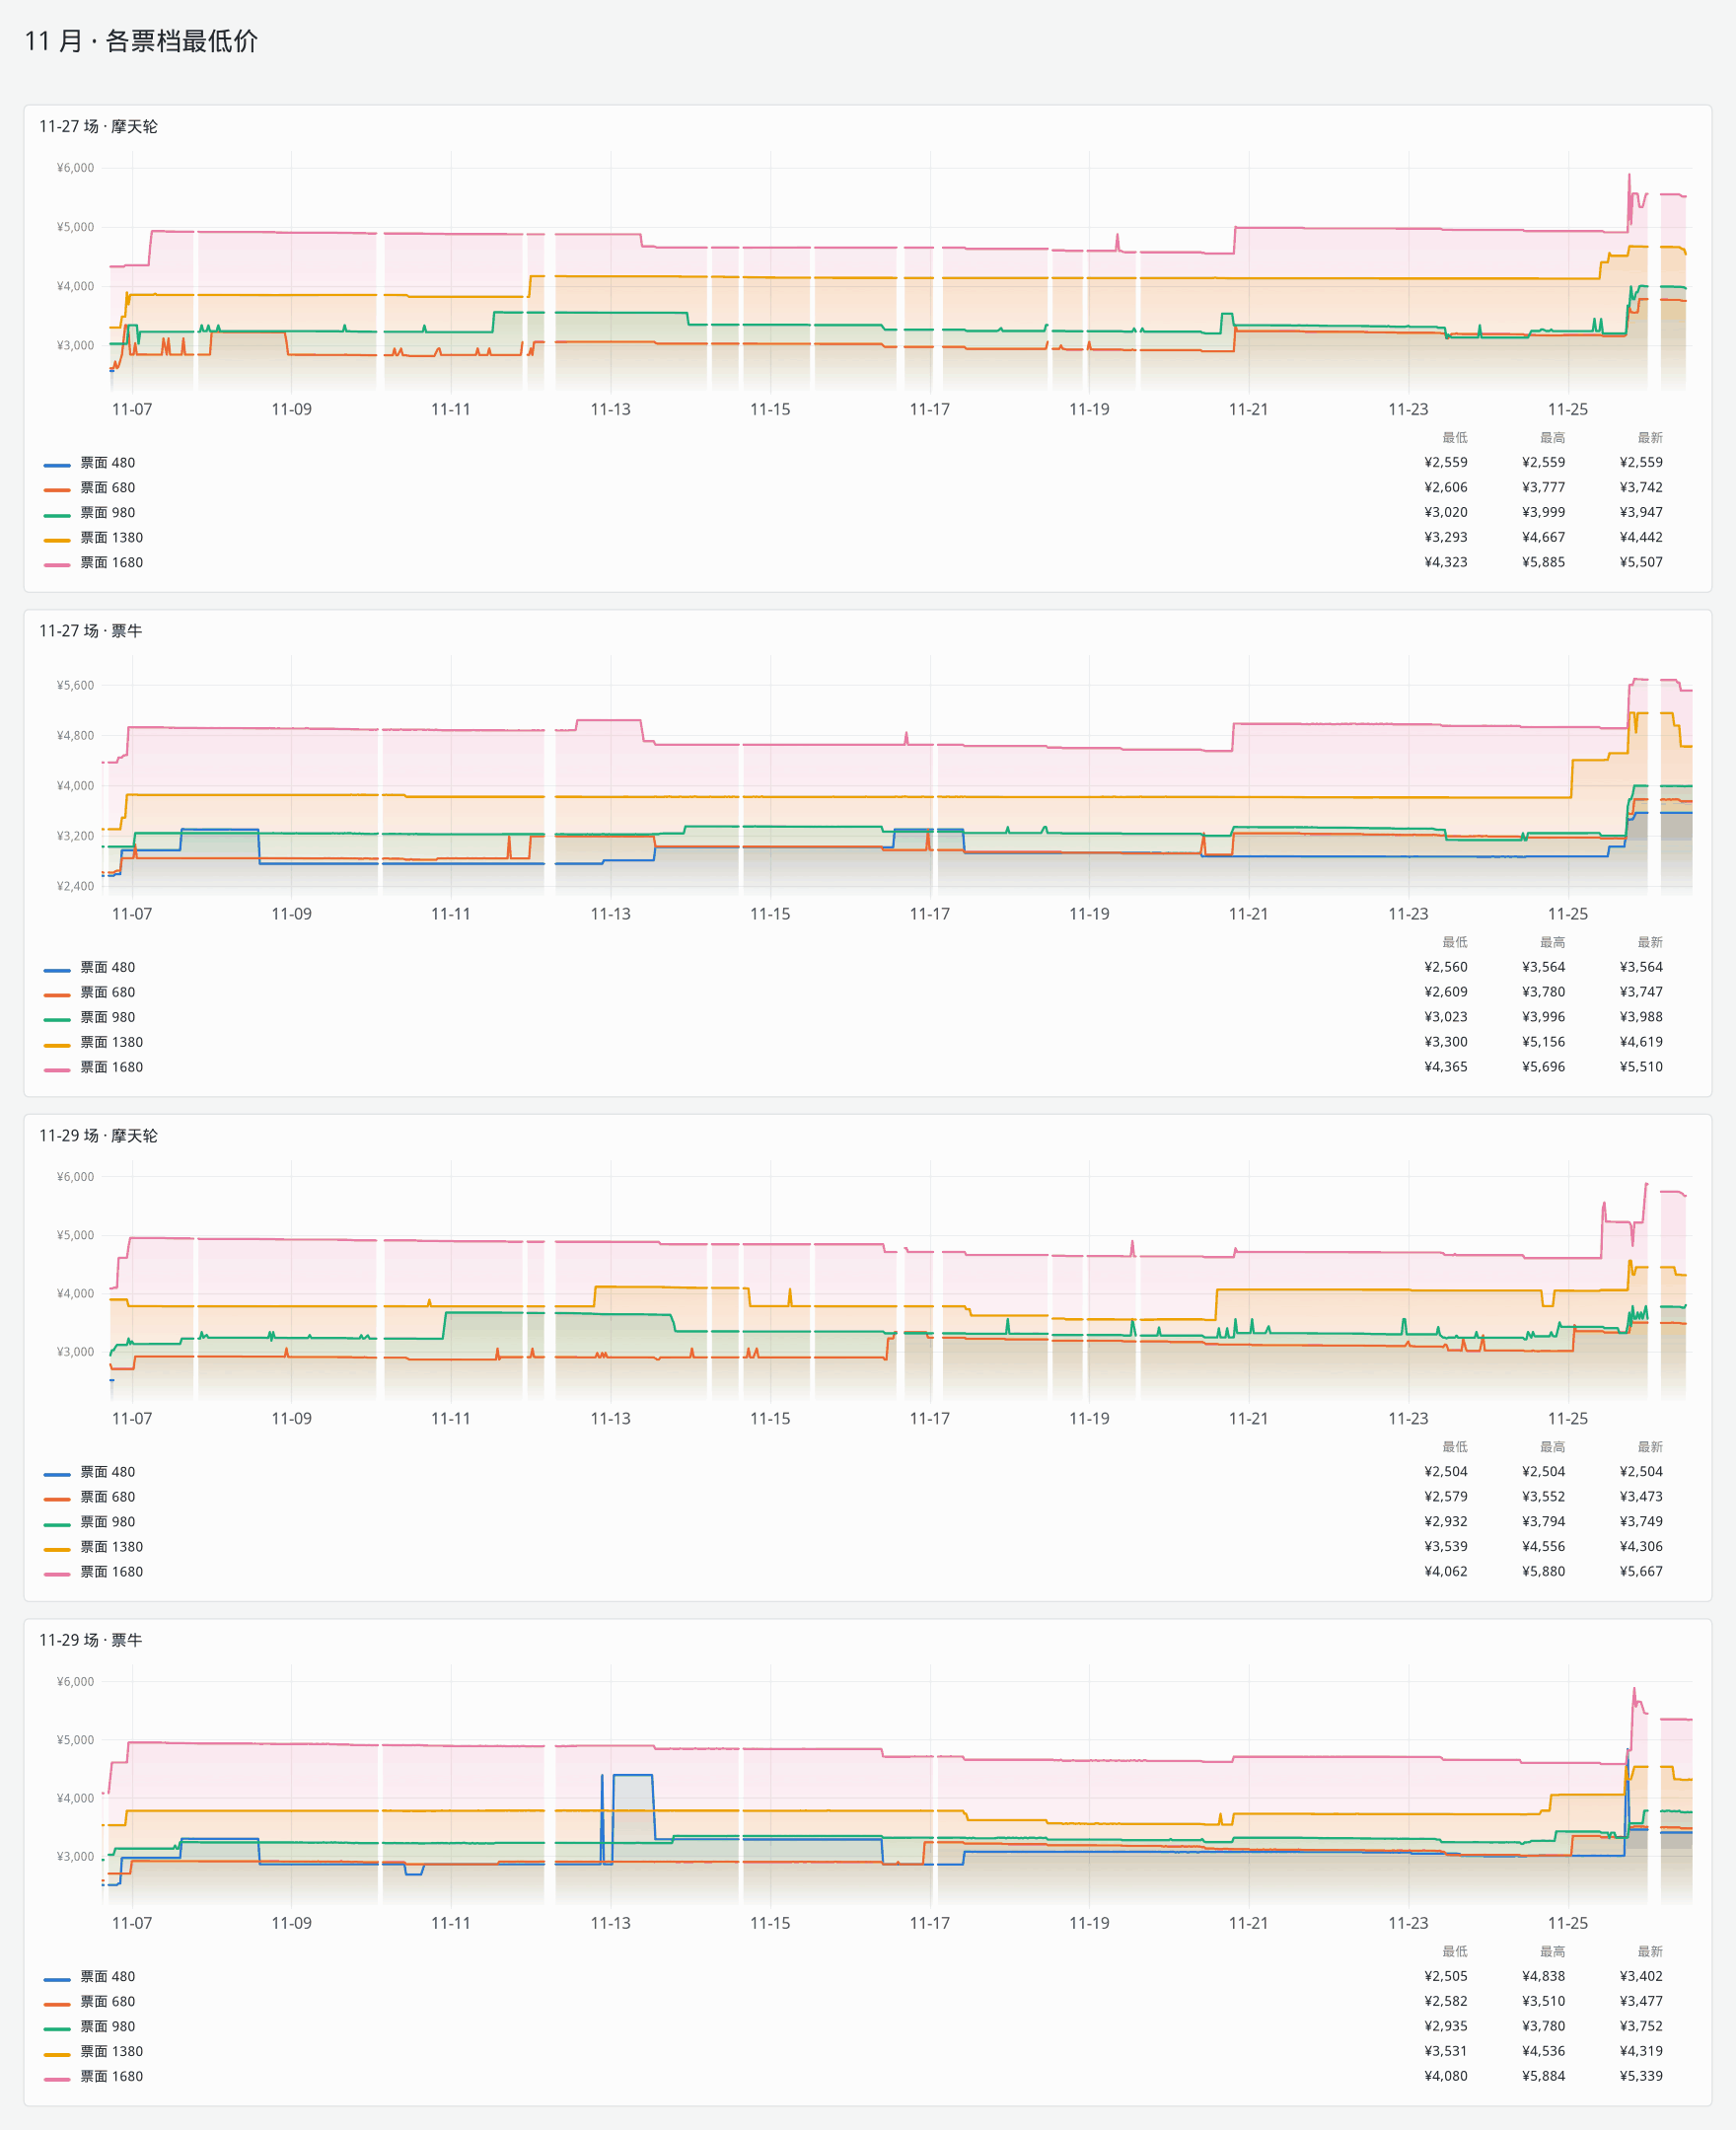 11 月 · 各票档最低价
11-27 场 · 摩天轮
¥6,000
¥5,000
¥4,000
¥3,000
11-07 11-09 11-11 11-13 11-15 11-17 11-19 11-21 11-23 11-25
最低 最高 最新
票面 480 ¥2,559 ¥2,559 ¥2,559
票面 680 ¥2,606 ¥3,777 ¥3,742
票面 980 ¥3,020 ¥3,999 ¥3,947
票面 1380 ¥3,293 ¥4,667 ¥4,442
票面 1680 ¥4,323 ¥5,885 ¥5,507
11-27 场 · 票牛
¥5,600
¥4,800
¥4,000
¥3,200
¥2,400
11-07 11-09 11-11 11-13 11-15 11-17 11-19 11-21 11-23 11-25
最低 最高 最新
票面 480 ¥2,560 ¥3,564 ¥3,564
票面 680 ¥2,609 ¥3,780 ¥3,747
票面 980 ¥3,023 ¥3,996 ¥3,988
票面 1380 ¥3,300 ¥5,156 ¥4,619
票面 1680 ¥4,365 ¥5,696 ¥5,510
11-29 场 · 摩天轮
¥6,000
¥5,000
¥4,000
¥3,000
11-07 11-09 11-11 11-13 11-15 11-17 11-19 11-21 11-23 11-25
最低 最高 最新
票面 480 ¥2,504 ¥2,504 ¥2,504
票面 680 ¥2,579 ¥3,552 ¥3,473
票面 980 ¥2,932 ¥3,794 ¥3,749
票面 1380 ¥3,539 ¥4,556 ¥4,306
票面 1680 ¥4,062 ¥5,880 ¥5,667
11-29 场 · 票牛
¥6,000
¥5,000
¥4,000
¥3,000
11-07 11-09 11-11 11-13 11-15 11-17 11-19 11-21 11-23 11-25
最低 最高 最新
票面 480 ¥2,505 ¥4,838 ¥3,402
票面 680 ¥2,582 ¥3,510 ¥3,477
票面 980 ¥2,935 ¥3,780 ¥3,752
票面 1380 ¥3,531 ¥4,536 ¥4,319
票面 1680 ¥4,080 ¥5,884 ¥5,339